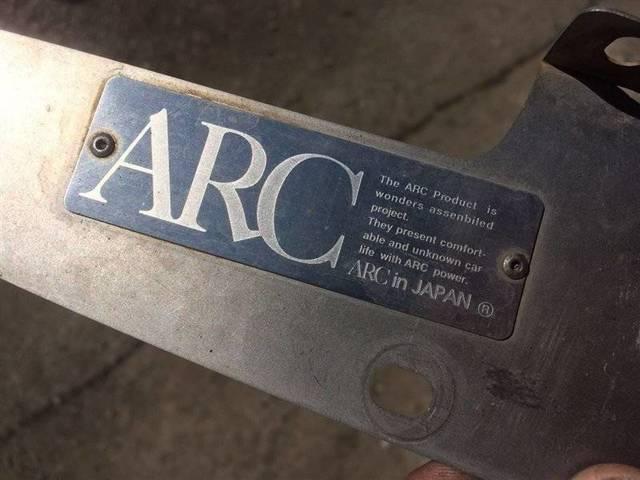 ARC
The ARC Product is
wonders assenbiled
project.
They present comfort-
able and unknown car
life with ARC power.
ARC in JAPAN ®